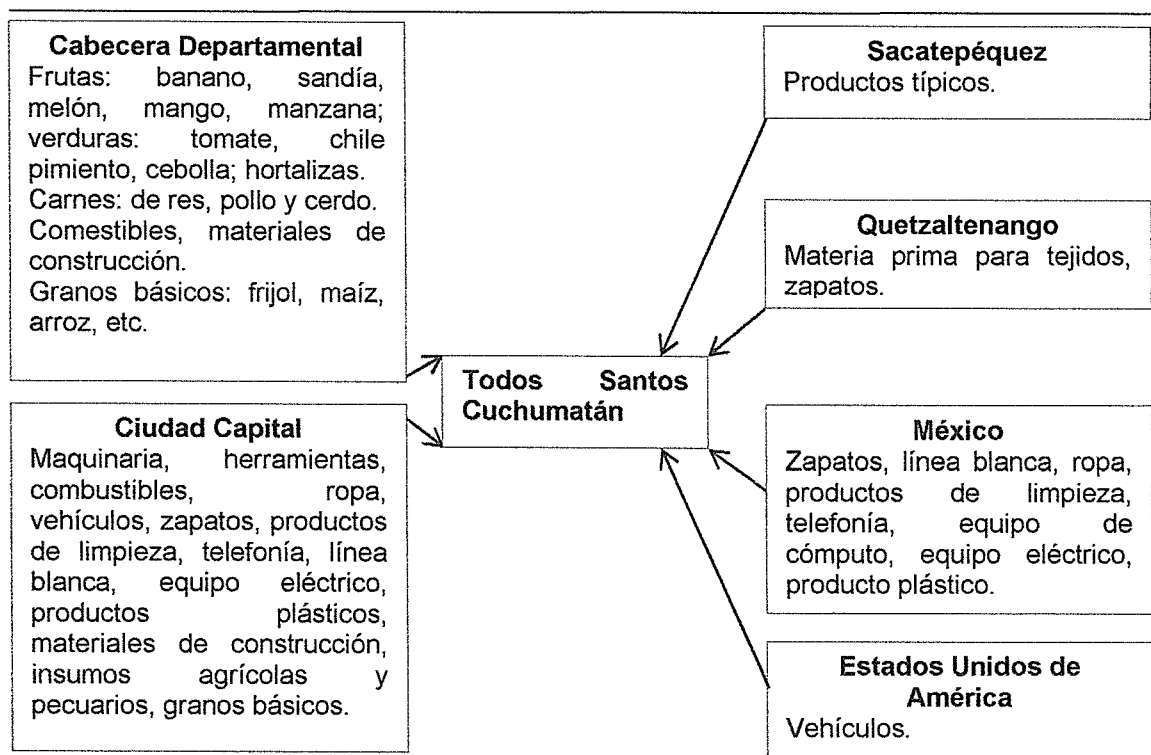 Cabecera Departamental
Frutas: banano, sandía,
melón, mango, manzana;
verduras: tomate, chile
pimiento, cebolla; hortalizas.
Carnes: de res, pollo y cerdo.
Comestibles, materiales de
construcción.
Granos básicos: frijol, maíz,
arroz, etc.
Ciudad Capital
Maquinaria, herramientas,
combustibles, ropa,
vehículos, zapatos, productos
de limpieza, telefonía, línea
blanca, equipo eléctrico,
productos plásticos,
materiales de construcción,
insumos agrícolas y
pecuarios, granos básicos.
Todos Santos
Cuchumatán
Sacatepéquez
Productos típicos.
Quetzaltenango
Materia prima para tejidos,
zapatos.
México
Zapatos, línea blanca, ropa,
productos de limpieza,
telefonía, equipo de
cómputo, equipo eléctrico,
producto plástico.
Estados Unidos de
América
Vehículos.